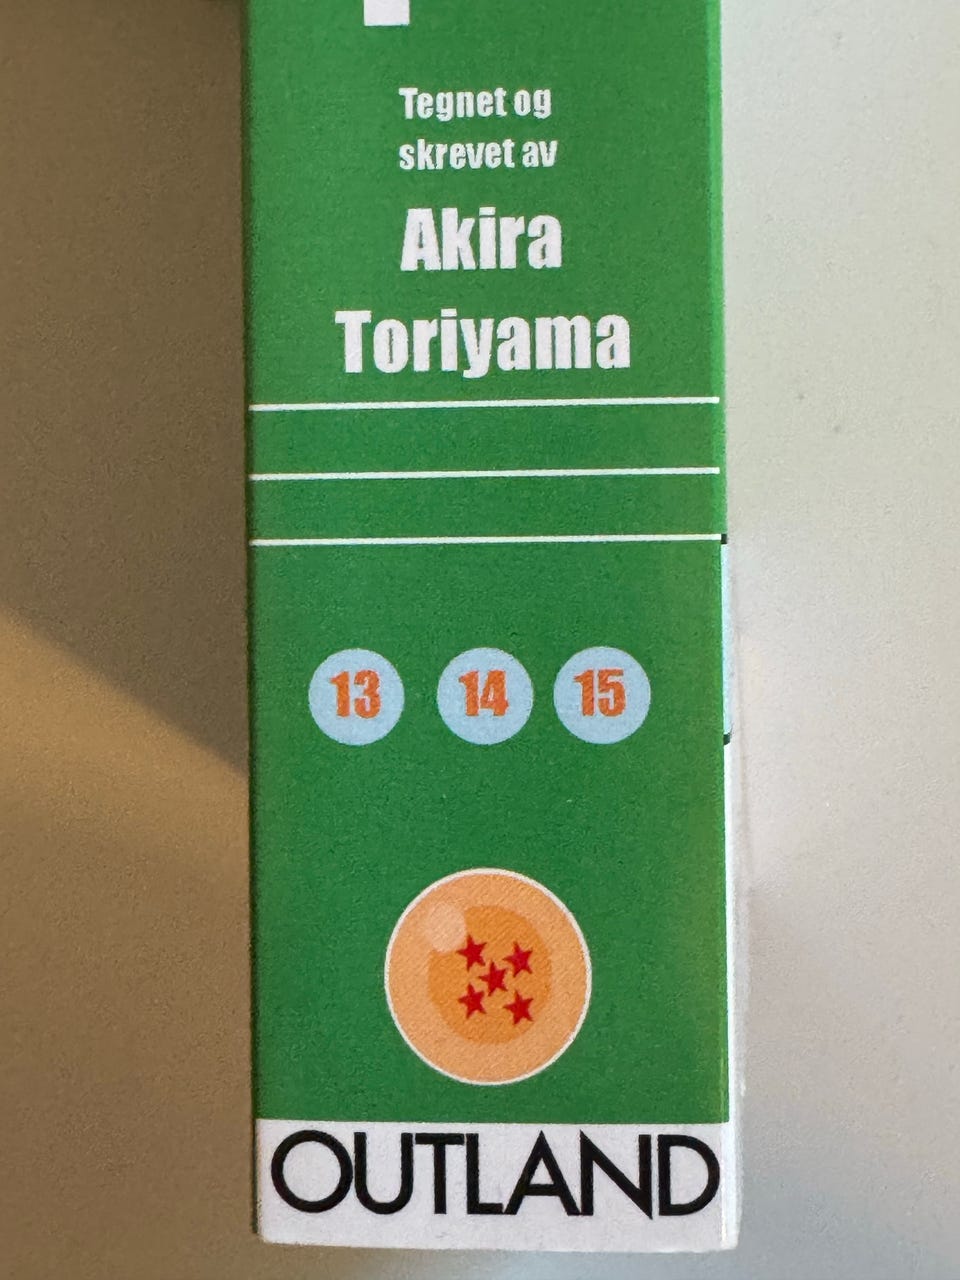 Tegnet og
skrevet av
Akira
Toriyama
13 14 15
OUTLAND